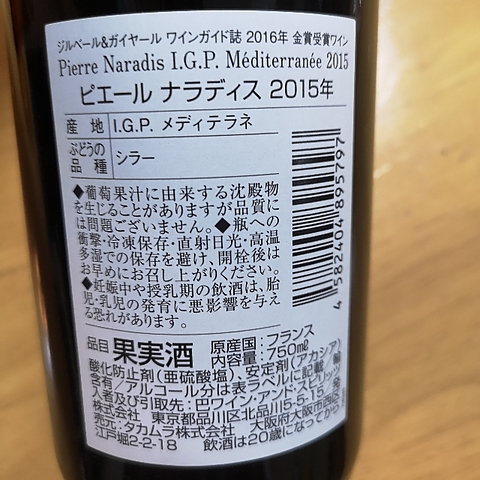 ジルベール&ガイヤール ワインガイド誌 2016年 金賞受賞ワイン
Pierre Naradis I.G.P. Méditerranée 2015
ピエール ナラディス 2015年
産 地 I.G.P. メディテラネ
ぶどうの
品 種 シラー
◆葡萄果汁に由来する沈殿物
を生じることがありますが品質に
は問題ございません。◆瓶への
衝撃・冷凍保存・直射日光・高温
多湿での保存を避け、開栓後は
お早めにお召し上がりください。
◆妊娠中や授乳期の飲酒は、胎
児・乳児の発育に悪影響を与え
る恐れがあります。
4 582404 895797
品目 果実酒 原産国:フランス
内容量:750ml
酸化防止剤(亜硫酸塩)、安定剤(アカシア)
含有/アルコール分は表ラベルに記載/輸
入者及び引取先:巴ワイン・アンド・スピリッツ
株式会社 東京都品川区北品川5-5-15/発
売元:タカムラ株式会社 大阪府大阪市西区
江戸堀2-2-18 飲酒は20歳になってから